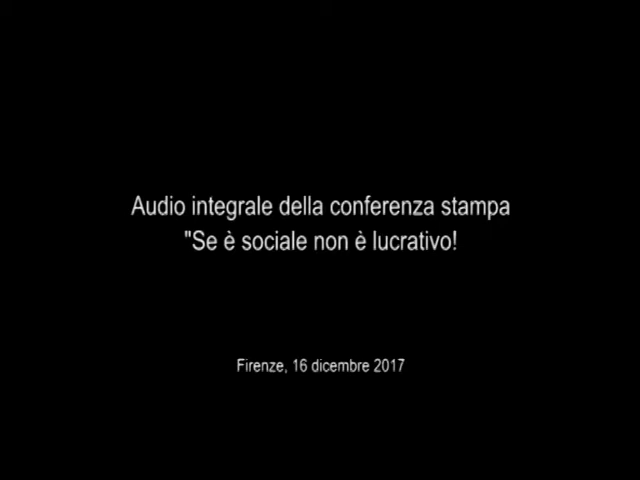 Audio integrale della conferenza stampa
"Se è sociale non è lucrativo!
Firenze, 16 dicembre 2017